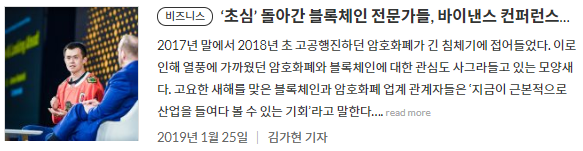 비즈니스 ‘초심’ 돌아간 블록체인 전문가들, 바이낸스 컨퍼런스...
2017년 말에서 2018년 초 고공행진하던 암호화폐가 긴 침체기에 접어들었다. 이로
인해 열풍에 가까웠던 암호화폐와 블록체인에 대한 관심도 사그라들고 있는 모양새
다. 고요한 새해를 맞은 블록체인과 암호화폐 업계 관계자들은 ‘지금이 근본적으로
산업을 들여다 볼 수 있는 기회’라고 말한다.... read more
2019년 1월 25일 | 김가현 기자